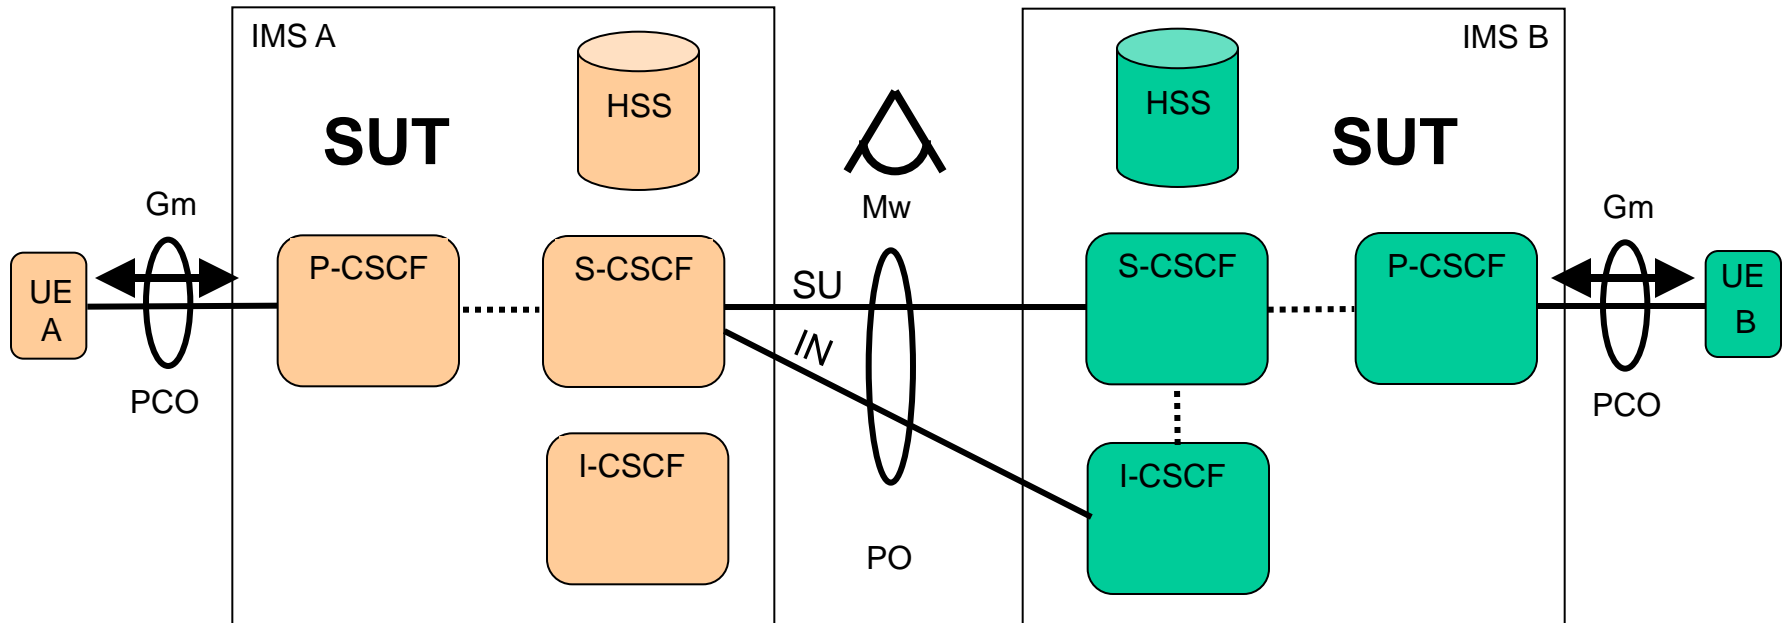 IMS A
IMS B
HSS
HSS
SUT
SUT
Gm
Mw
Gm
P-CSCF
S-CSCF
S-CSCF
P-CSCF
UE
A
SU
UE
B
IN
PCO
PCO
I-CSCF
I-CSCF
PO